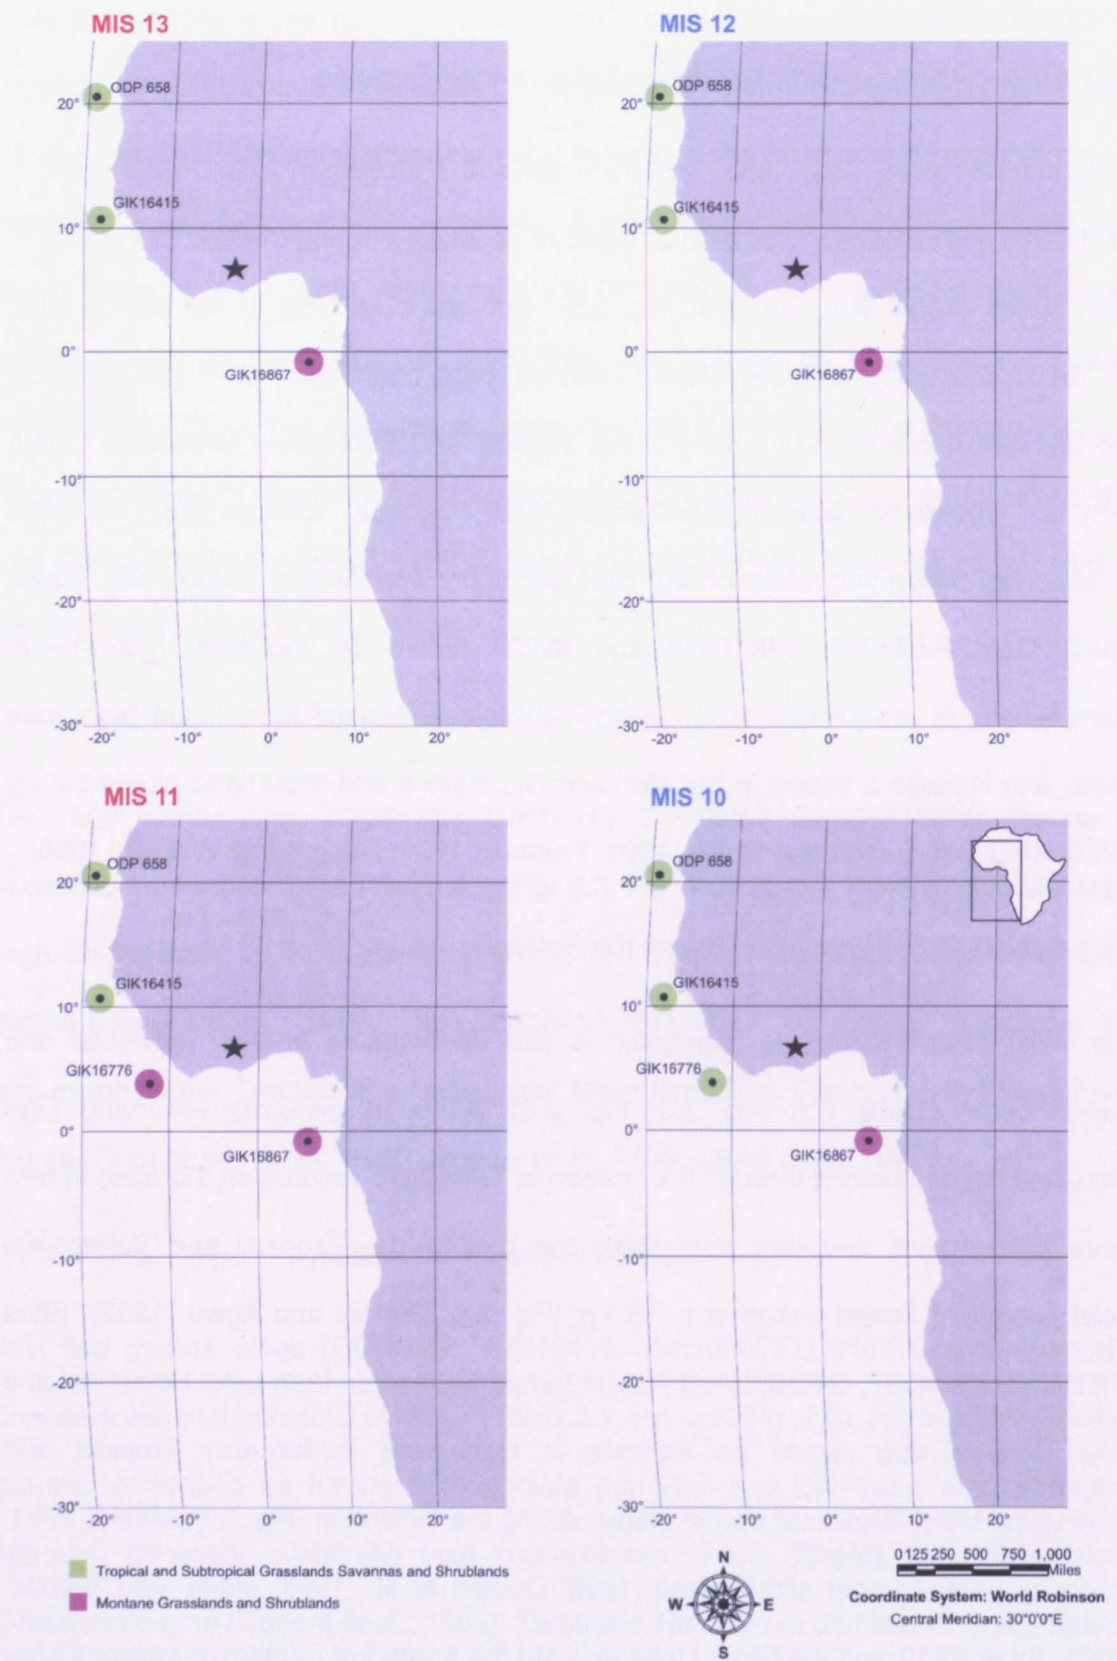 MIS 13
MIS 12
ODP 658
20°
GIK16415
10°
0°
GIK16867
-10°
-20°
-30°
-20° -10° 0° 10° 20°
ODP 658
20°
GIK16415
10°
0°
GIK16867
-10°
-20°
-30°
-20° -10° 0° 10° 20°
MIS 11
MIS 10
ODP 658
20°
GIK16415
10°
GIK16776
0°
GIK16867
-10°
-20°
-30°
-20° -10° 0° 10° 20°
ODP 658
20°
GIK16415
10°
GIK16776
0°
GIK16867
-10°
-20°
-30°
-20° -10° 0° 10° 20°
Tropical and Subtropical Grasslands Savannas and Shrublands
Montane Grasslands and Shrublands
N
W E
S
0 125 250 500 750 1,000
Miles
Coordinate System: World Robinson
Central Meridian: 30°0'0"E